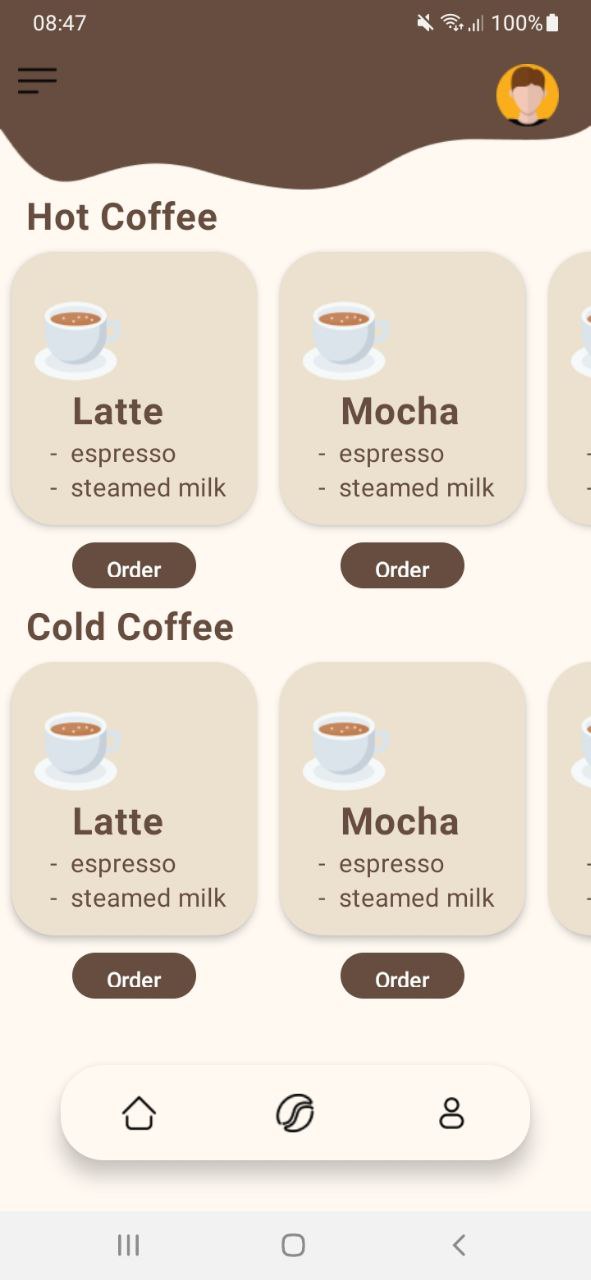 08:47 100%
Hot Coffee
Latte Mocha
- espresso - espresso
- steamed milk - steamed milk
Order Order
Cold Coffee
Latte Mocha
- espresso - espresso
- steamed milk - steamed milk
Order Order